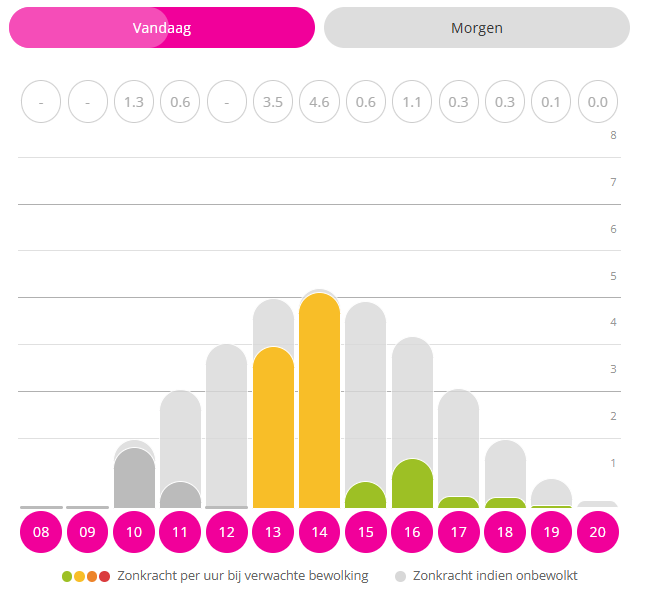 Vandaag Morgen
- - 1.3 0.6 - 3.5 4.6 0.6 1.1 0.3 0.3 0.1 0.0
8
7
6
5
4
3
2
1
08 09 10 11 12 13 14 15 16 17 18 19 20
Zonkracht per uur bij verwachte bewolking Zonkracht indien onbewolkt